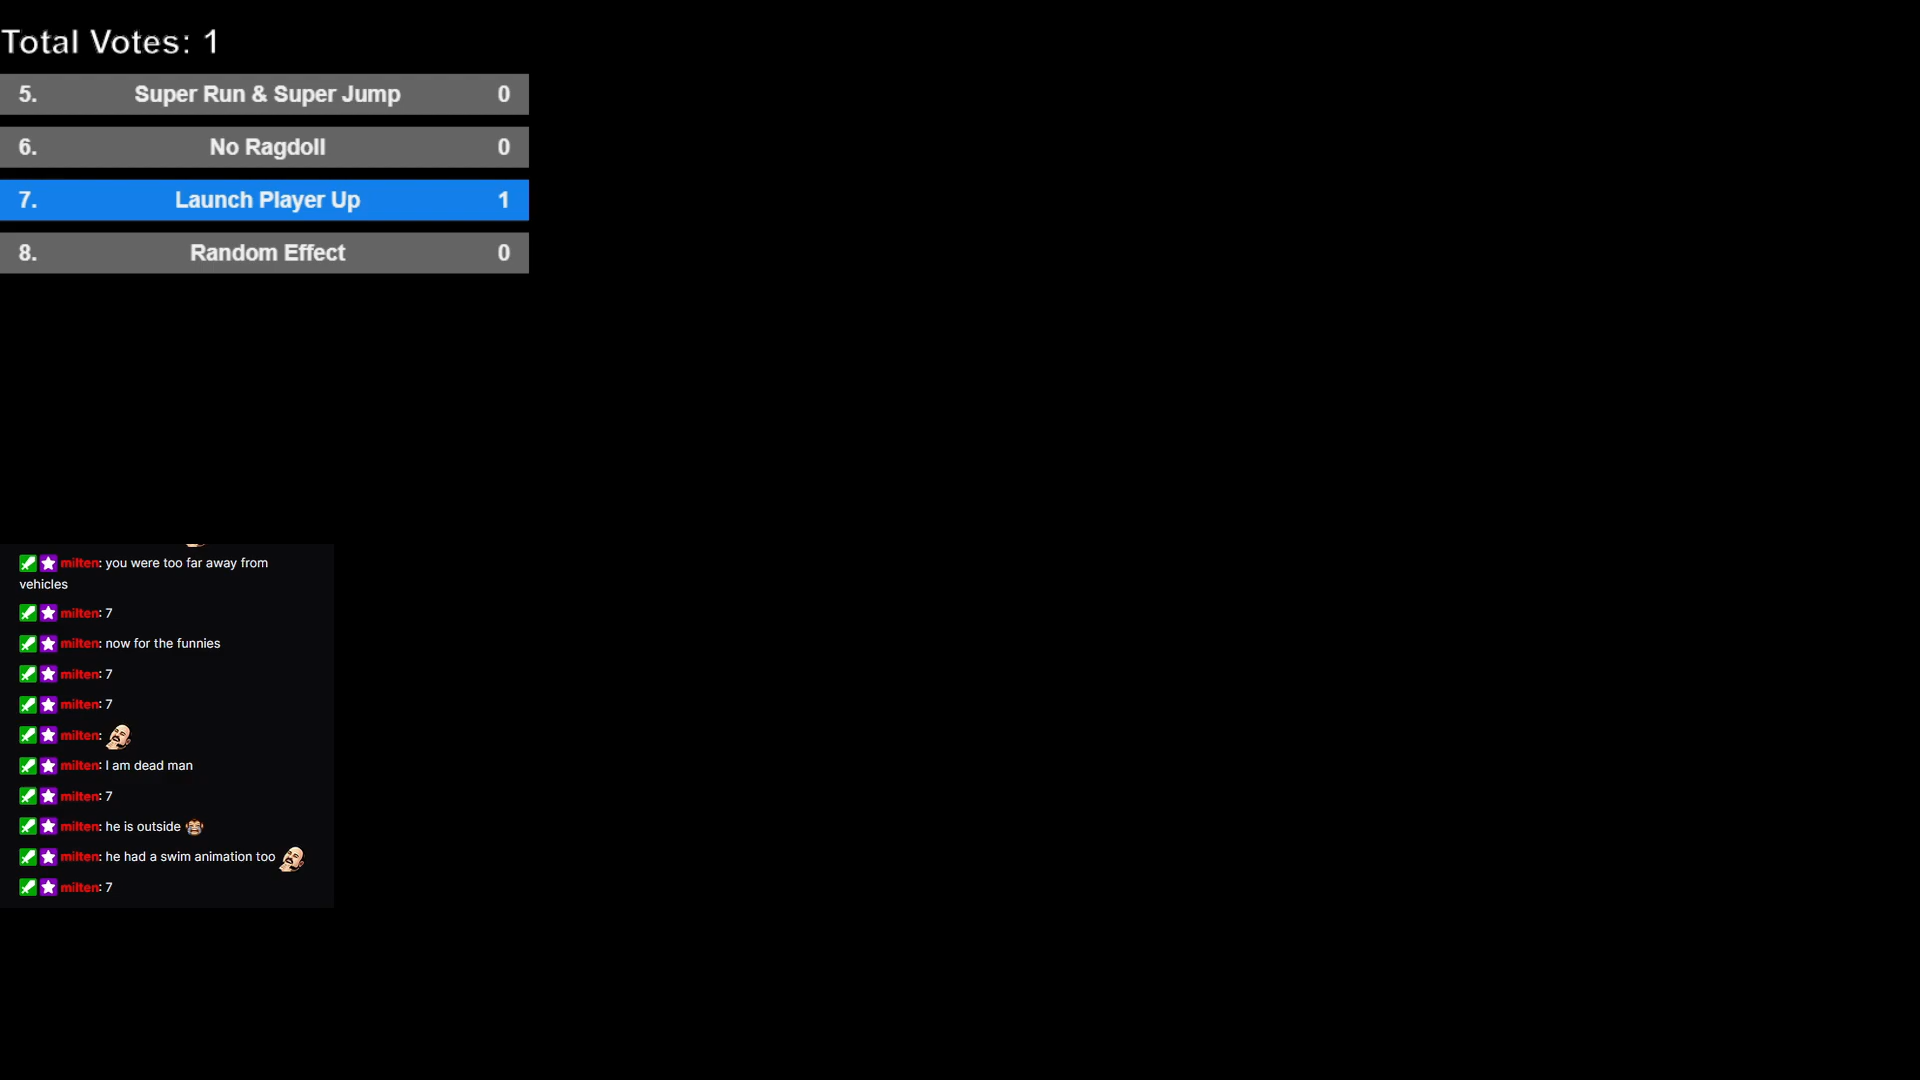 Total Votes: 1
5. Super Run & Super Jump 0
6. No Ragdoll 0
7. Launch Player Up 1
8. Random Effect 0
milten: you were too far away from
vehicles
milten: 7
milten: now for the funnies
milten: 7
milten: 7
milten:
milten: I am dead man
milten: 7
milten: he is outside
milten: he had a swim animation too
milten: 7